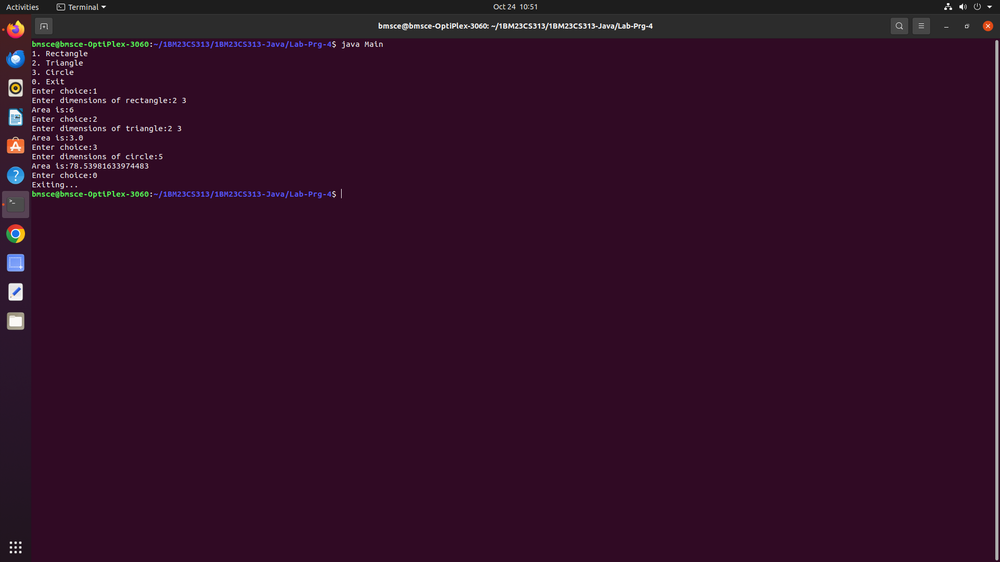 Activities
Terminal
Oct 24 10:51
bmsce@bmsce-OptiPlex-3060: ~/1BM23CS313/1BM23CS313-Java/Lab-Prg-4
bmsce@bmsce-OptiPlex-3060:~/1BM23CS313/1BM23CS313-Java/Lab-Prg-4$ java Main
1. Rectangle
2. Triangle
3. Circle
0. Exit
Enter choice:1
Enter dimensions of rectangle:2 3
Area is:6
Enter choice:2
Enter dimensions of triangle:2 3
Area is:3.0
Enter choice:3
Enter dimensions of circle:5
Area is:78.53981633974483
Enter choice:0
Exiting...
bmsce@bmsce-OptiPlex-3060:~/1BM23CS313/1BM23CS313-Java/Lab-Prg-4$